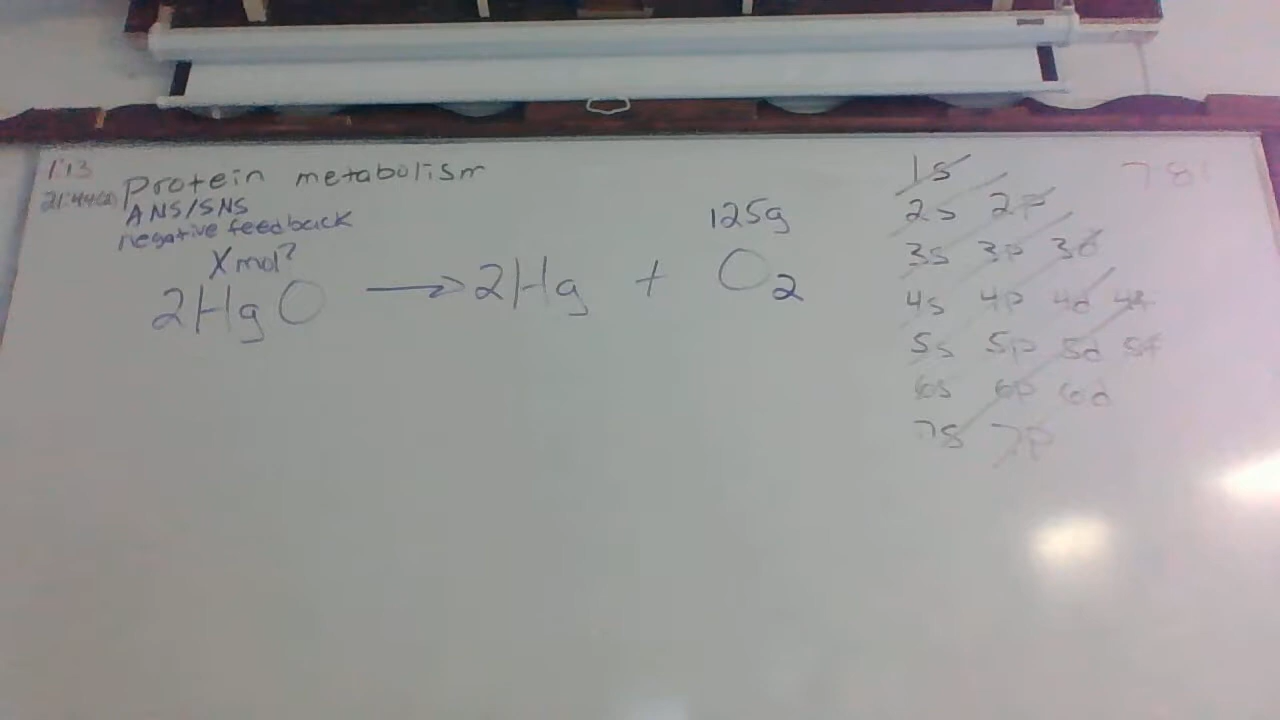 1:13
Protein metabolism
ANS/SNS
negative feedback
X mol?
125g
2HgO → 2Hg + O2
1s
2s 2p
3s 3p 3d
4s 4p 4d 4f
5s 5p 5d 5f
6s 6p 6d
7s 7p
781